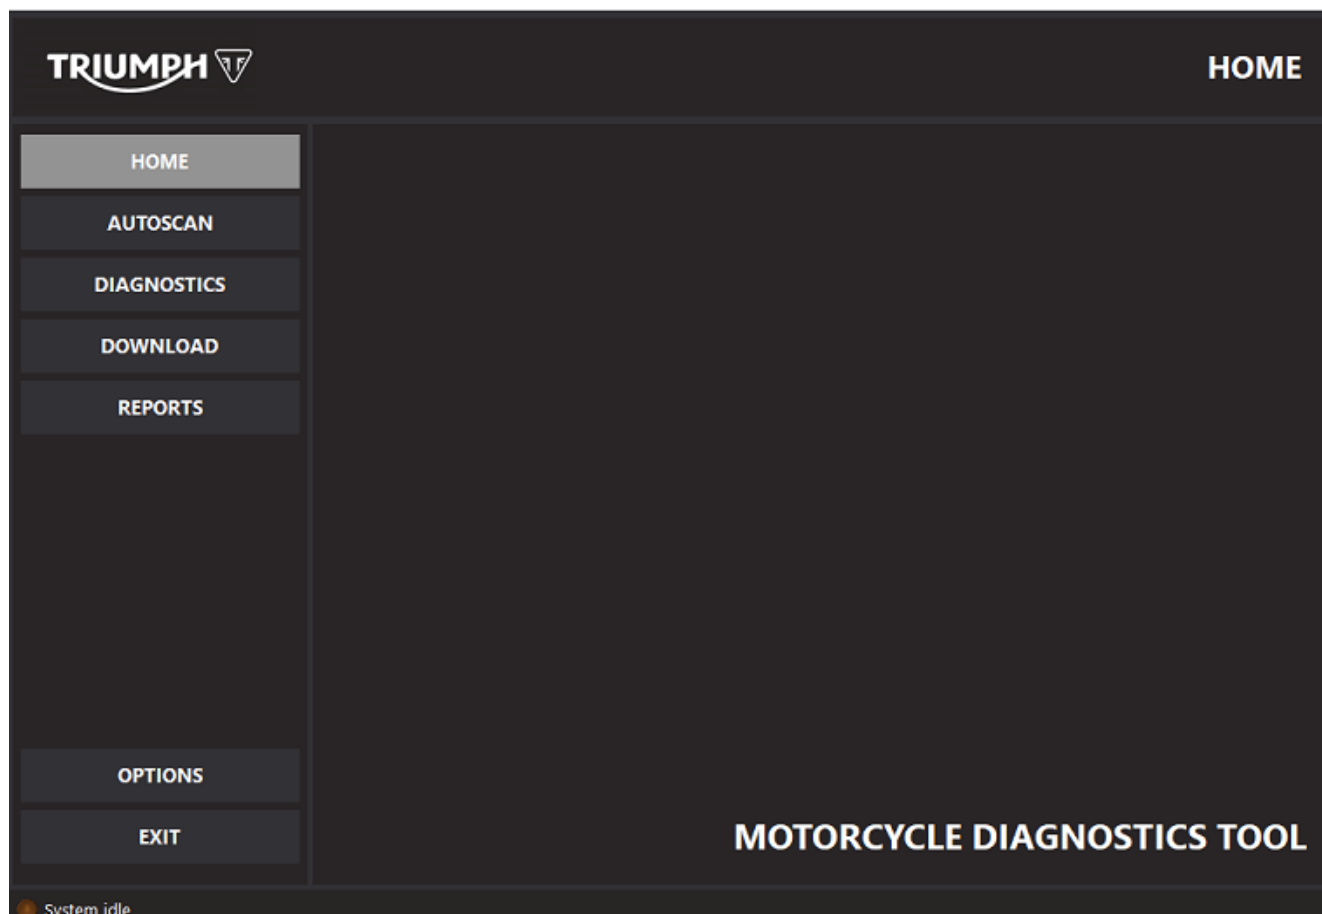 TRIUMPH
HOME
HOME
AUTOSCAN
DIAGNOSTICS
DOWNLOAD
REPORTS
OPTIONS
EXIT
MOTORCYCLE DIAGNOSTICS TOOL
System idle